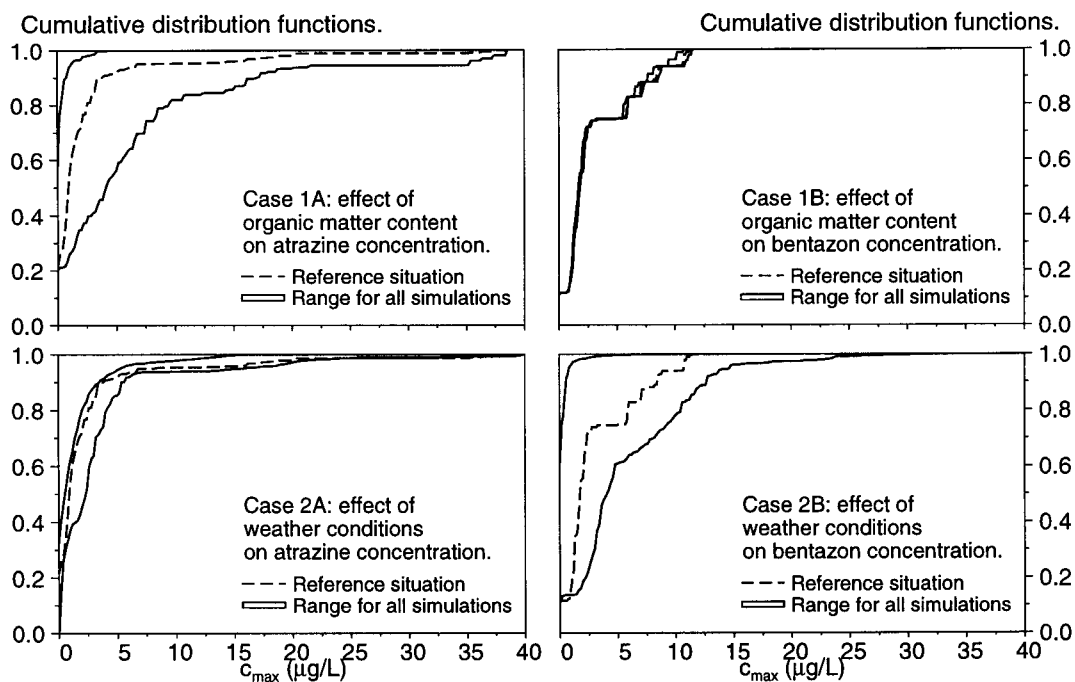 Cumulative distribution functions.
Cumulative distribution functions.
1.0
0.8
0.6
0.4
0.2
0.0
Case 1A: effect of
organic matter content
on atrazine concentration.
Reference situation
Range for all simulations
Case 1B: effect of
organic matter content
on bentazon concentration.
Reference situation
Range for all simulations
1.0
0.8
0.6
0.4
0.2
0.0
1.0
0.8
0.6
0.4
0.2
0.0
Case 2A: effect of
weather conditions
on atrazine concentration.
Reference situation
Range for all simulations
0 5 10 15 20 25 30 35 40
cmax (μg/L)
Case 2B: effect of
weather conditions
on bentazon concentration.
Reference situation
Range for all simulations
1.0
0.8
0.6
0.4
0.2
0.0
0 5 10 15 20 25 30 35 40
cmax (μg/L)